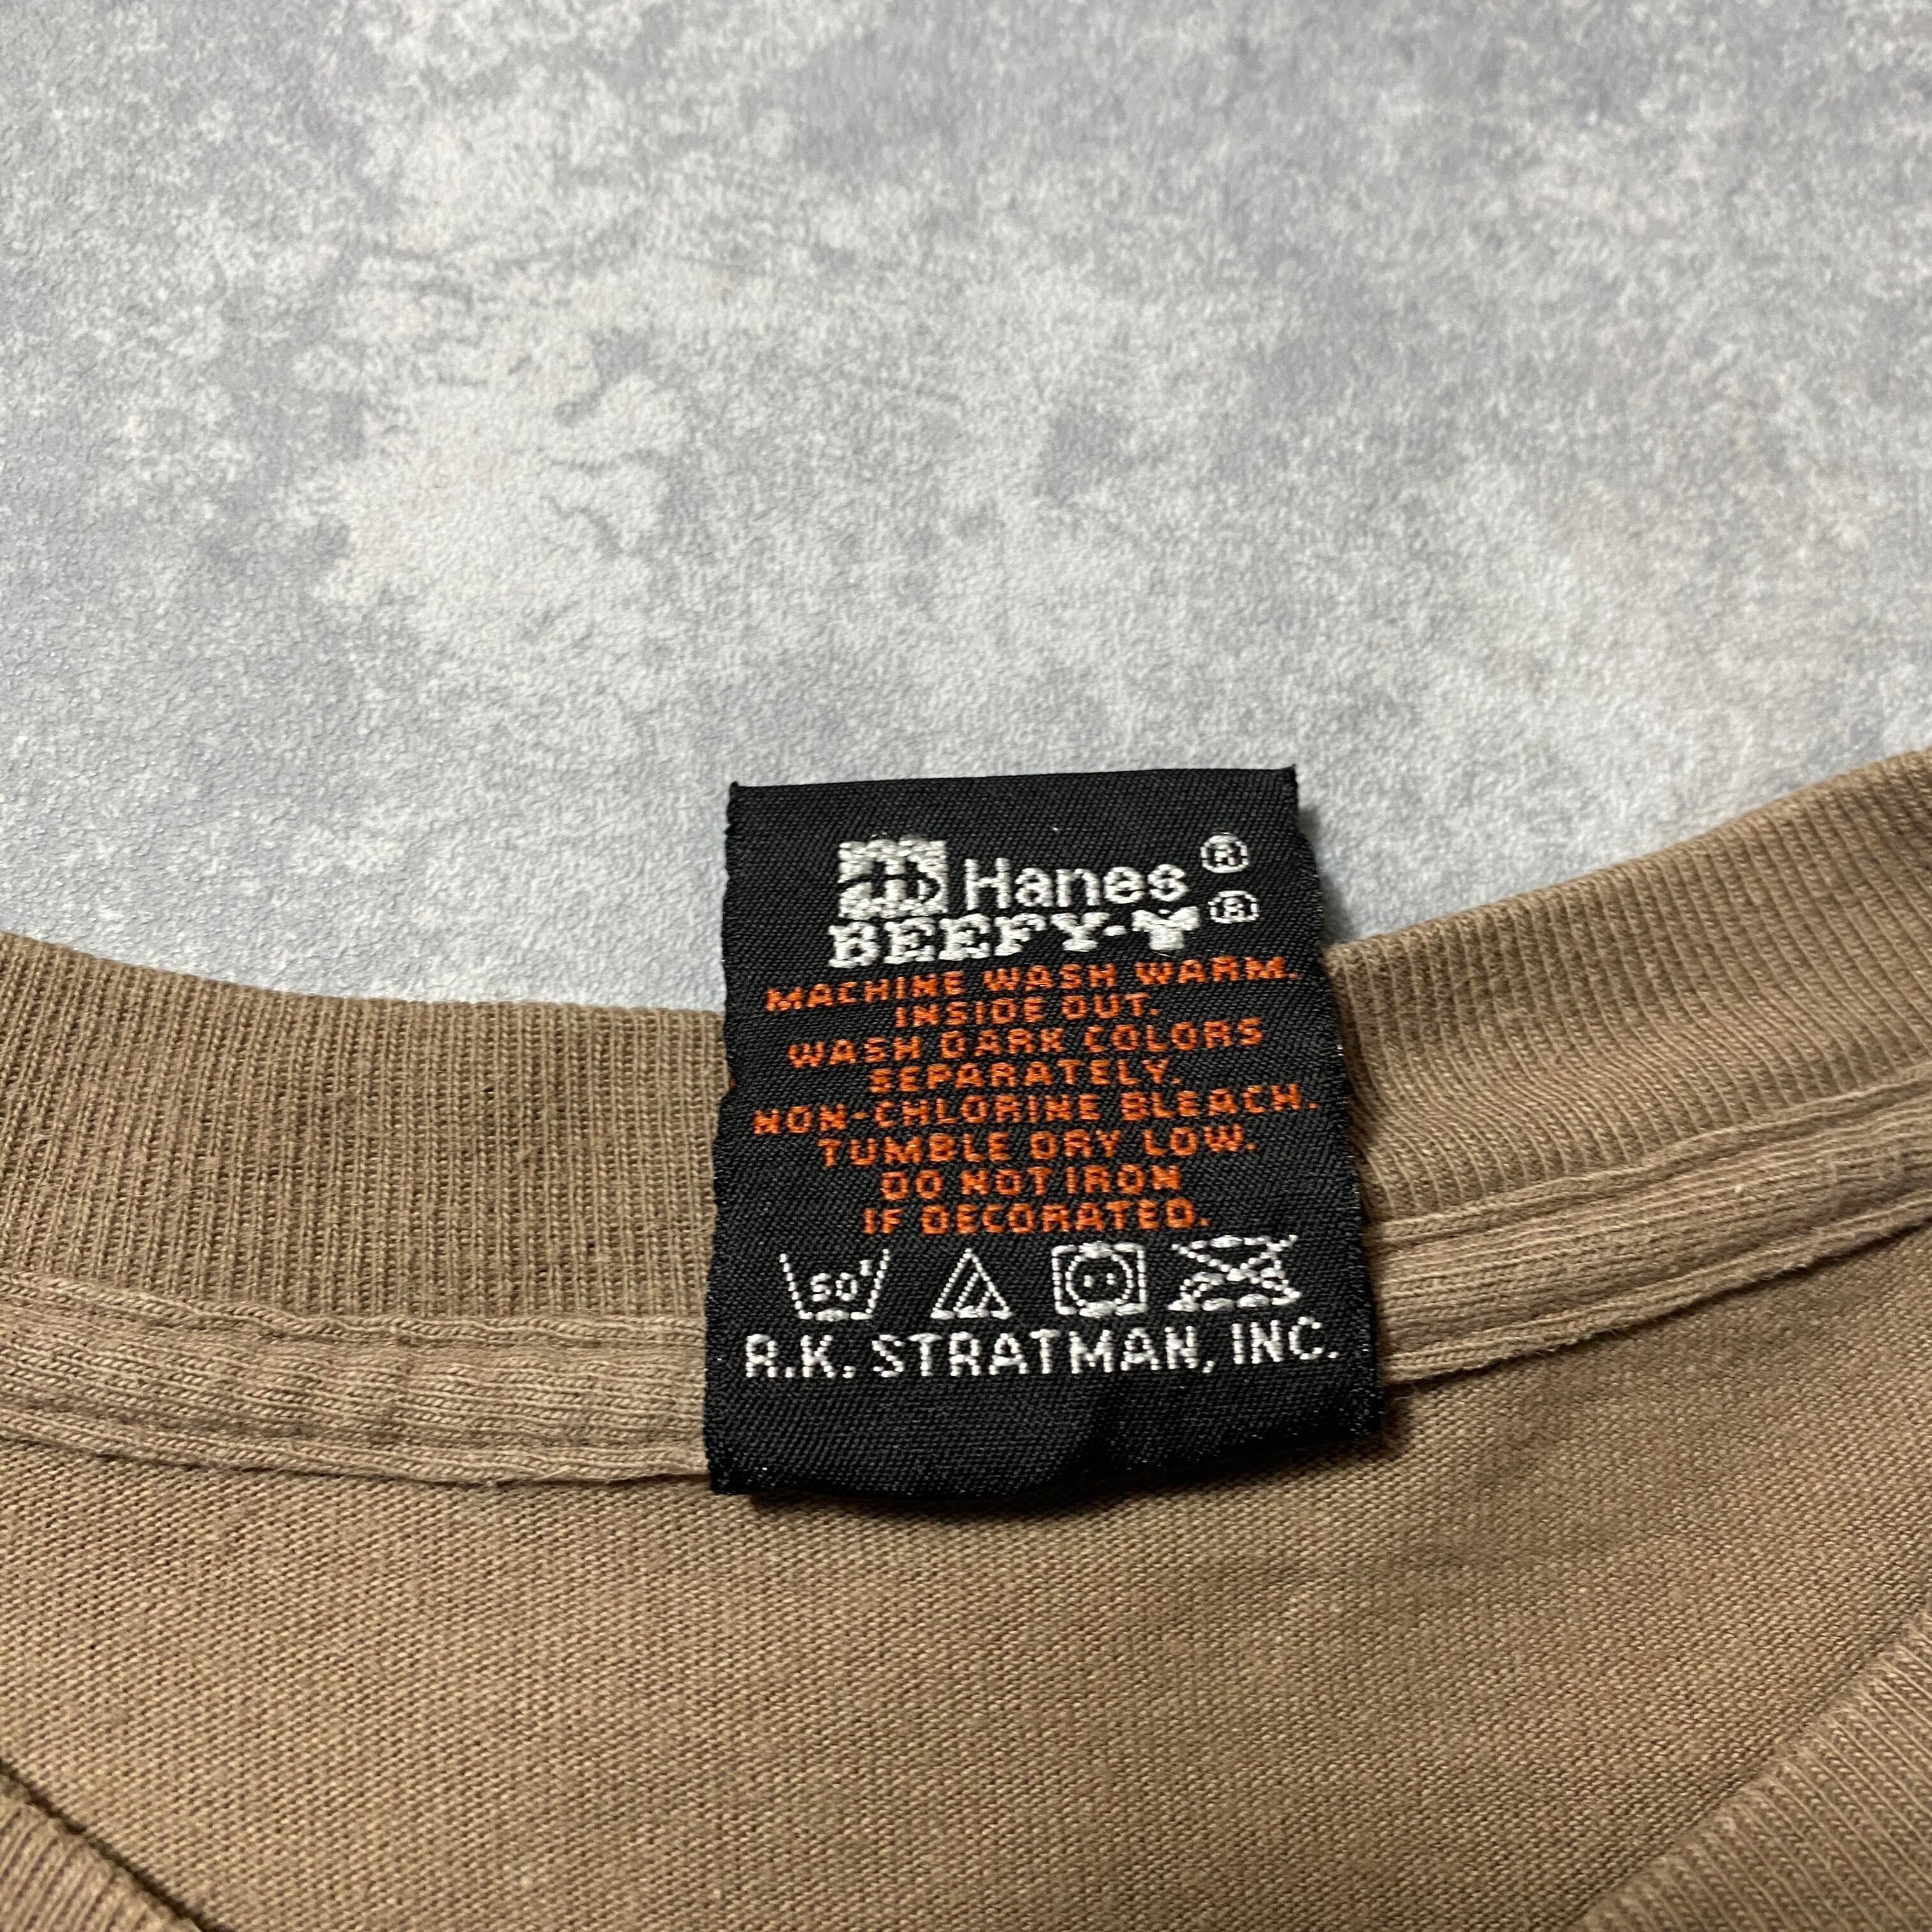 Hanes®
BEEFY-T®
MACHINE WASH WARM.
INSIDE OUT.
WASH DARK COLORS
SEPARATELY.
NON-CHLORINE BLEACH.
TUMBLE DRY LOW.
DO NOT IRON
IF DECORATED.
50°
R.K. STRATMAN, INC.